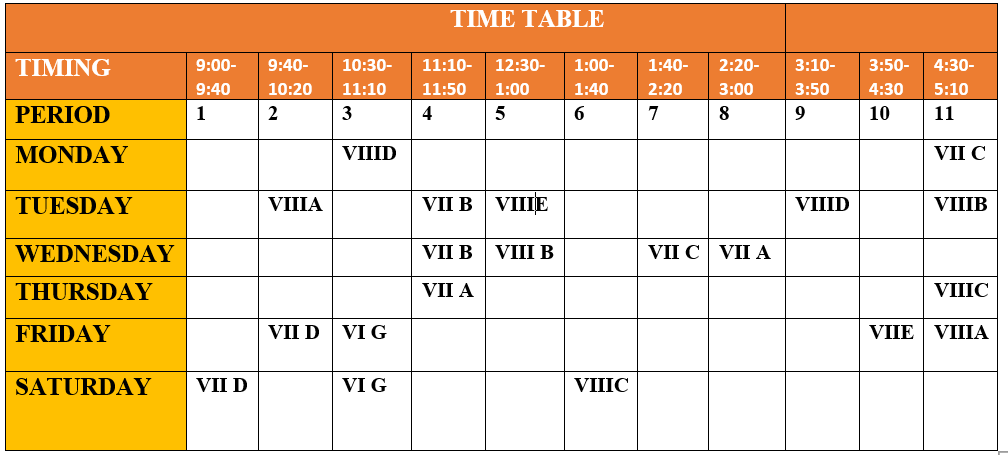 TIME TABLE
TIMING 9:00-9:40 9:40-10:20 10:30-11:10 11:10-11:50 12:30-1:00 1:00-1:40 1:40-2:20 2:20-3:00 3:10-3:50 3:50-4:30 4:30-5:10
PERIOD 1 2 3 4 5 6 7 8 9 10 11
MONDAY VIIID VII C
TUESDAY VIIIA VII B VIIIE VIIID VIIIB
WEDNESDAY VII B VIII B VII C VII A
THURSDAY VII A VIIIC
FRIDAY VII D VI G VIIE VIIIA
SATURDAY VII D VI G VIIIC